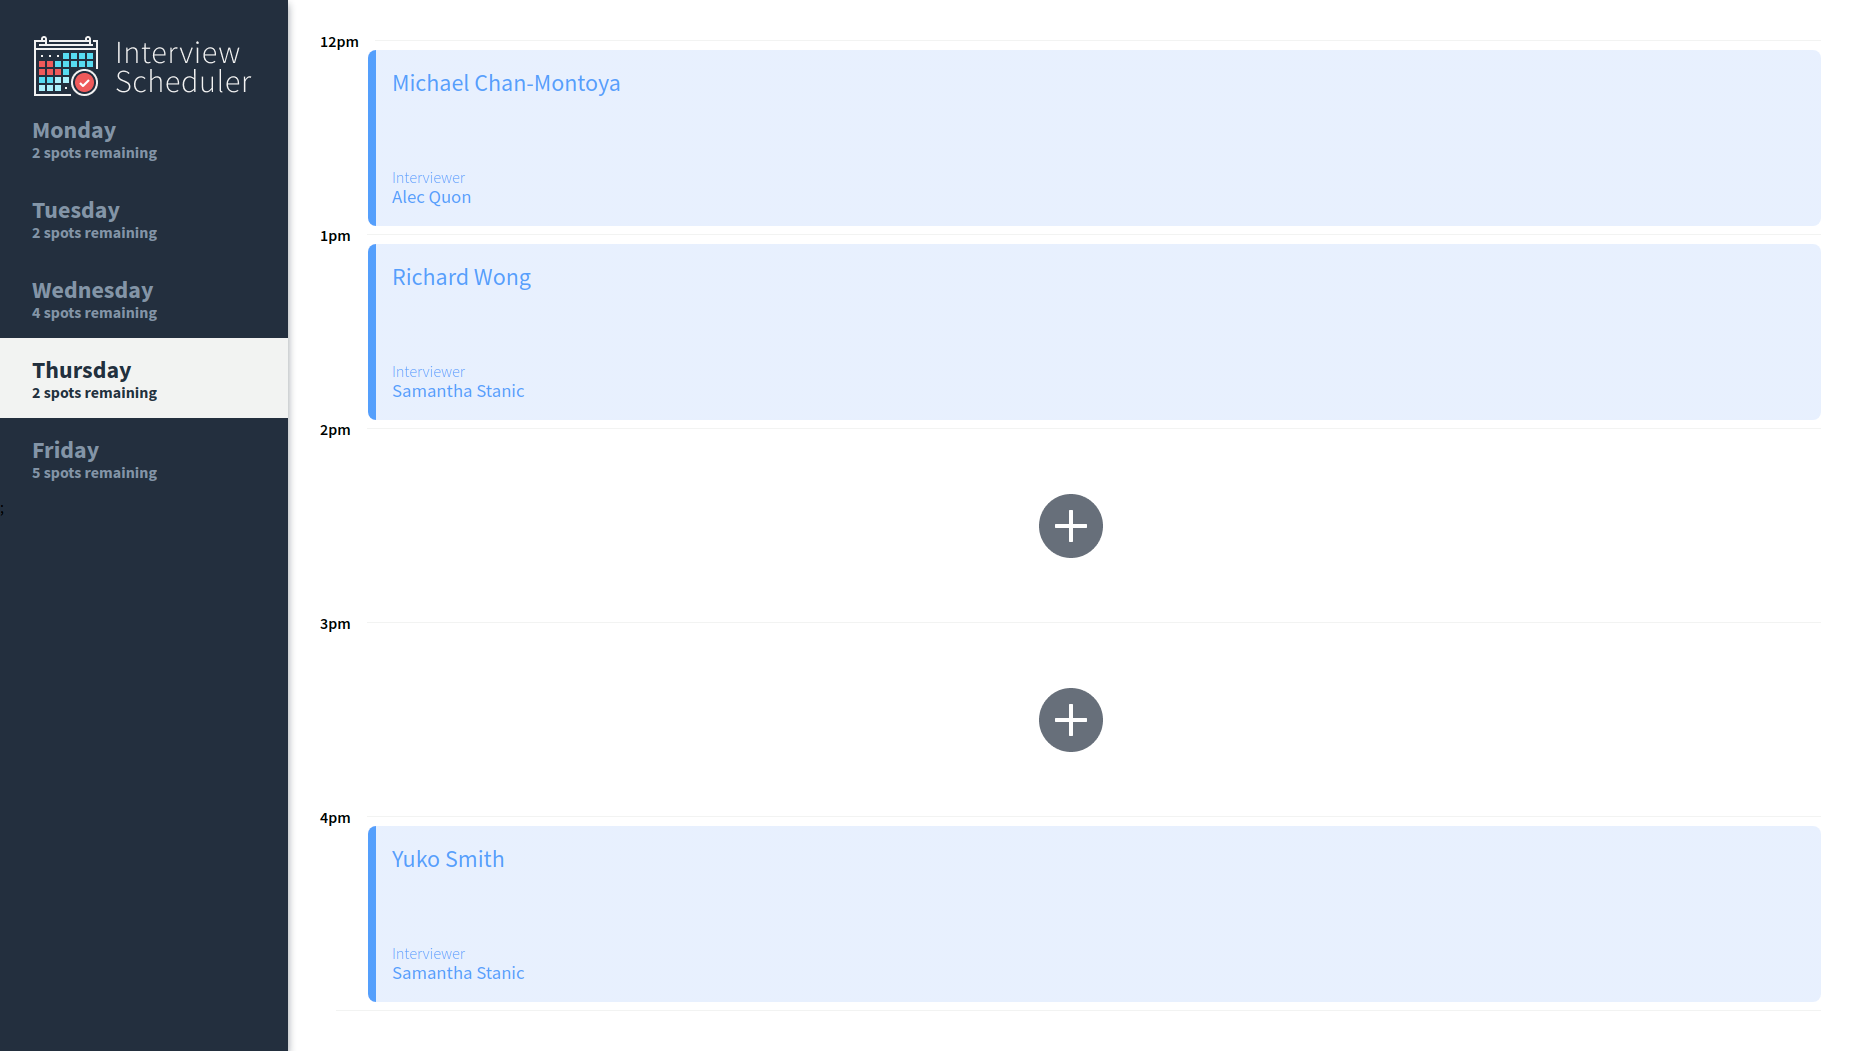 Interview
Scheduler
Monday
2 spots remaining
Tuesday
2 spots remaining
Wednesday
4 spots remaining
Thursday
2 spots remaining
Friday
5 spots remaining
;
12pm
Michael Chan-Montoya
Interviewer
Alec Quon
1pm
Richard Wong
Interviewer
Samantha Stanic
2pm
3pm
4pm
Yuko Smith
Interviewer
Samantha Stanic